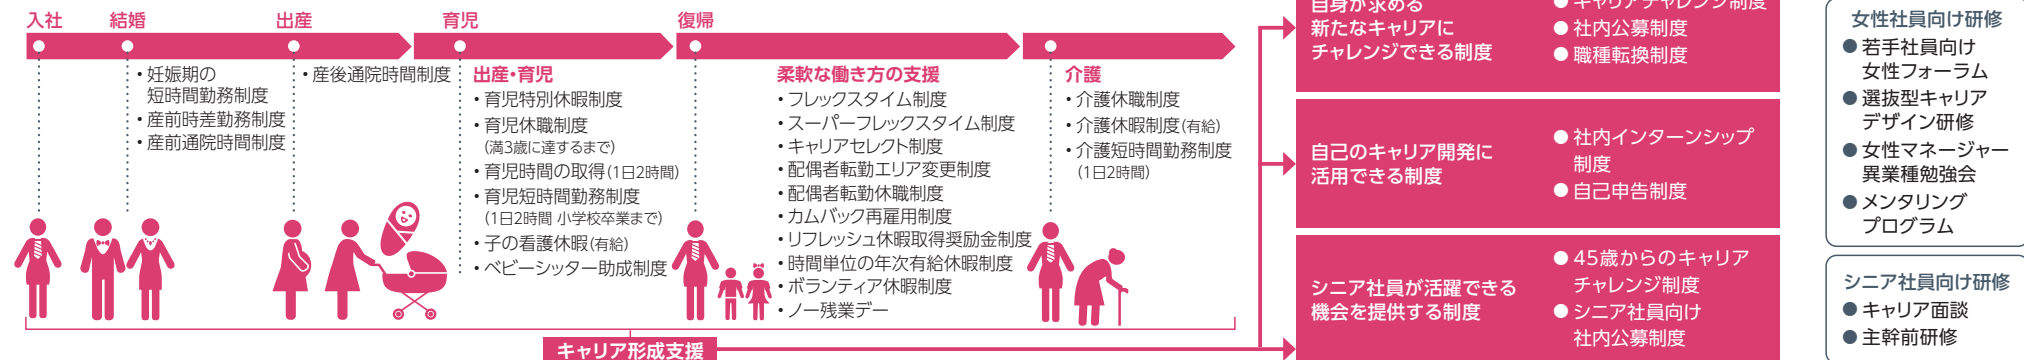 入社
結婚
出産
育児
復帰
・妊娠期の
短時間勤務制度
・産前時差勤務制度
・産前通院時間制度
・産後通院時間制度
出産・育児
・育児特別休暇制度
・育児休職制度
(満3歳に達するまで)
・育児時間の取得(1日2時間)
・育児短時間勤務制度
(1日2時間 小学校卒業まで)
・子の看護休暇(有給)
・ベビーシッター助成制度
柔軟な働き方の支援
・フレックスタイム制度
・スーパーフレックスタイム制度
・キャリアセレクト制度
・配偶者転勤エリア変更制度
・配偶者転勤休職制度
・カムバック再雇用制度
・リフレッシュ休暇取得奨励金制度
・時間単位の年次有給休暇制度
・ボランティア休暇制度
・ノー残業デー
介護
・介護休職制度
・介護休暇制度(有給)
・介護短時間勤務制度
(1日2時間)
キャリア形成支援
自身が求める
新たなキャリアに
チャレンジできる制度
●キャリアチャレンジ制度
●社内公募制度
●職種転換制度
自己のキャリア開発に
活用できる制度
●社内インターンシップ
制度
●自己申告制度
シニア社員が活躍できる
機会を提供する制度
●45歳からのキャリア
チャレンジ制度
●シニア社員向け
社内公募制度
女性社員向け研修
●若手社員向け
女性フォーラム
●選抜型キャリア
デザイン研修
●女性マネージャー
異業種勉強会
●メンタリング
プログラム
シニア社員向け研修
●キャリア面談
●主幹前研修